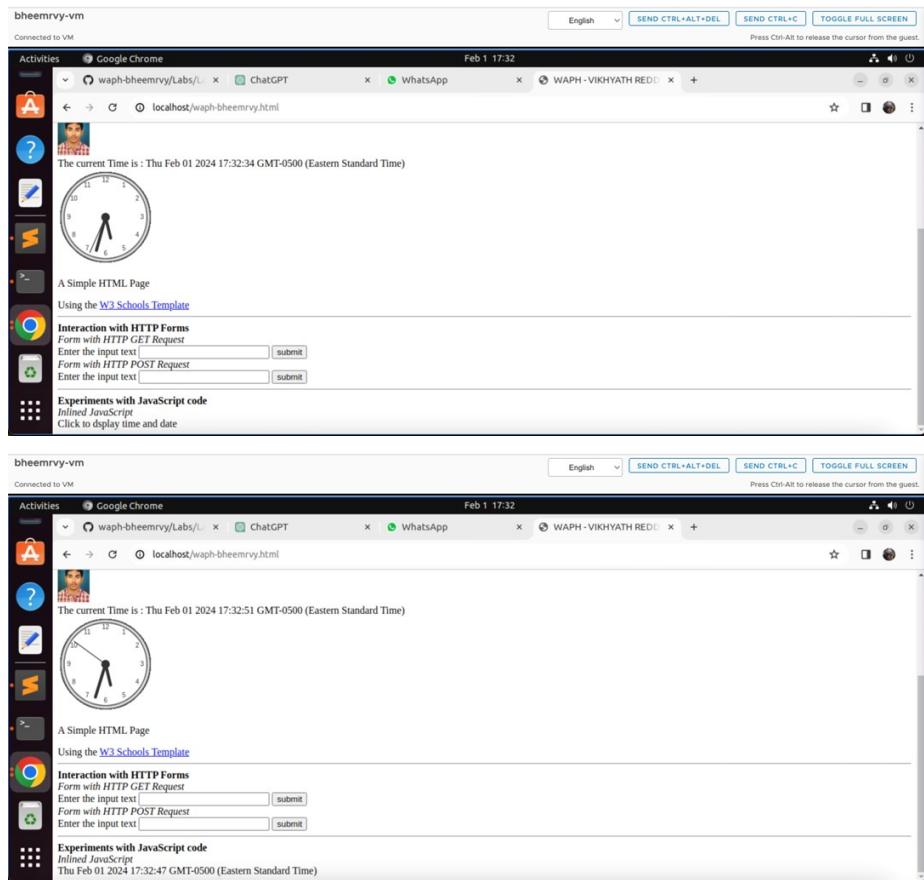 bheemrvy-vm
English
SEND CTRL+ALT+DEL
SEND CTRL+C
TOGGLE FULL SCREEN
Connected to VM
Press Ctrl-Alt to release the cursor from the guest.
Activities Google Chrome Feb 1 17:32
waph-bheemrvy/Labs/L ChatGPT WhatsApp WAPH - VIKHYATH REDD
localhost/waph-bheemrvy.html
The current Time is : Thu Feb 01 2024 17:32:34 GMT-0500 (Eastern Standard Time)
12
11 1
10 2
9 3
8 4
7 5
6
A Simple HTML Page
Using the W3 Schools Template
Interaction with HTTP Forms
Form with HTTP GET Request
Enter the input text submit
Form with HTTP POST Request
Enter the input text submit
Experiments with JavaScript code
Inlined JavaScript
Click to dsplay time and date
bheemrvy-vm
English
SEND CTRL+ALT+DEL
SEND CTRL+C
TOGGLE FULL SCREEN
Connected to VM
Press Ctrl-Alt to release the cursor from the guest.
Activities Google Chrome Feb 1 17:32
waph-bheemrvy/Labs/L ChatGPT WhatsApp WAPH - VIKHYATH REDD
localhost/waph-bheemrvy.html
The current Time is : Thu Feb 01 2024 17:32:51 GMT-0500 (Eastern Standard Time)
12
11 1
10 2
9 3
8 4
7 5
6
A Simple HTML Page
Using the W3 Schools Template
Interaction with HTTP Forms
Form with HTTP GET Request
Enter the input text submit
Form with HTTP POST Request
Enter the input text submit
Experiments with JavaScript code
Inlined JavaScript
Thu Feb 01 2024 17:32:47 GMT-0500 (Eastern Standard Time)